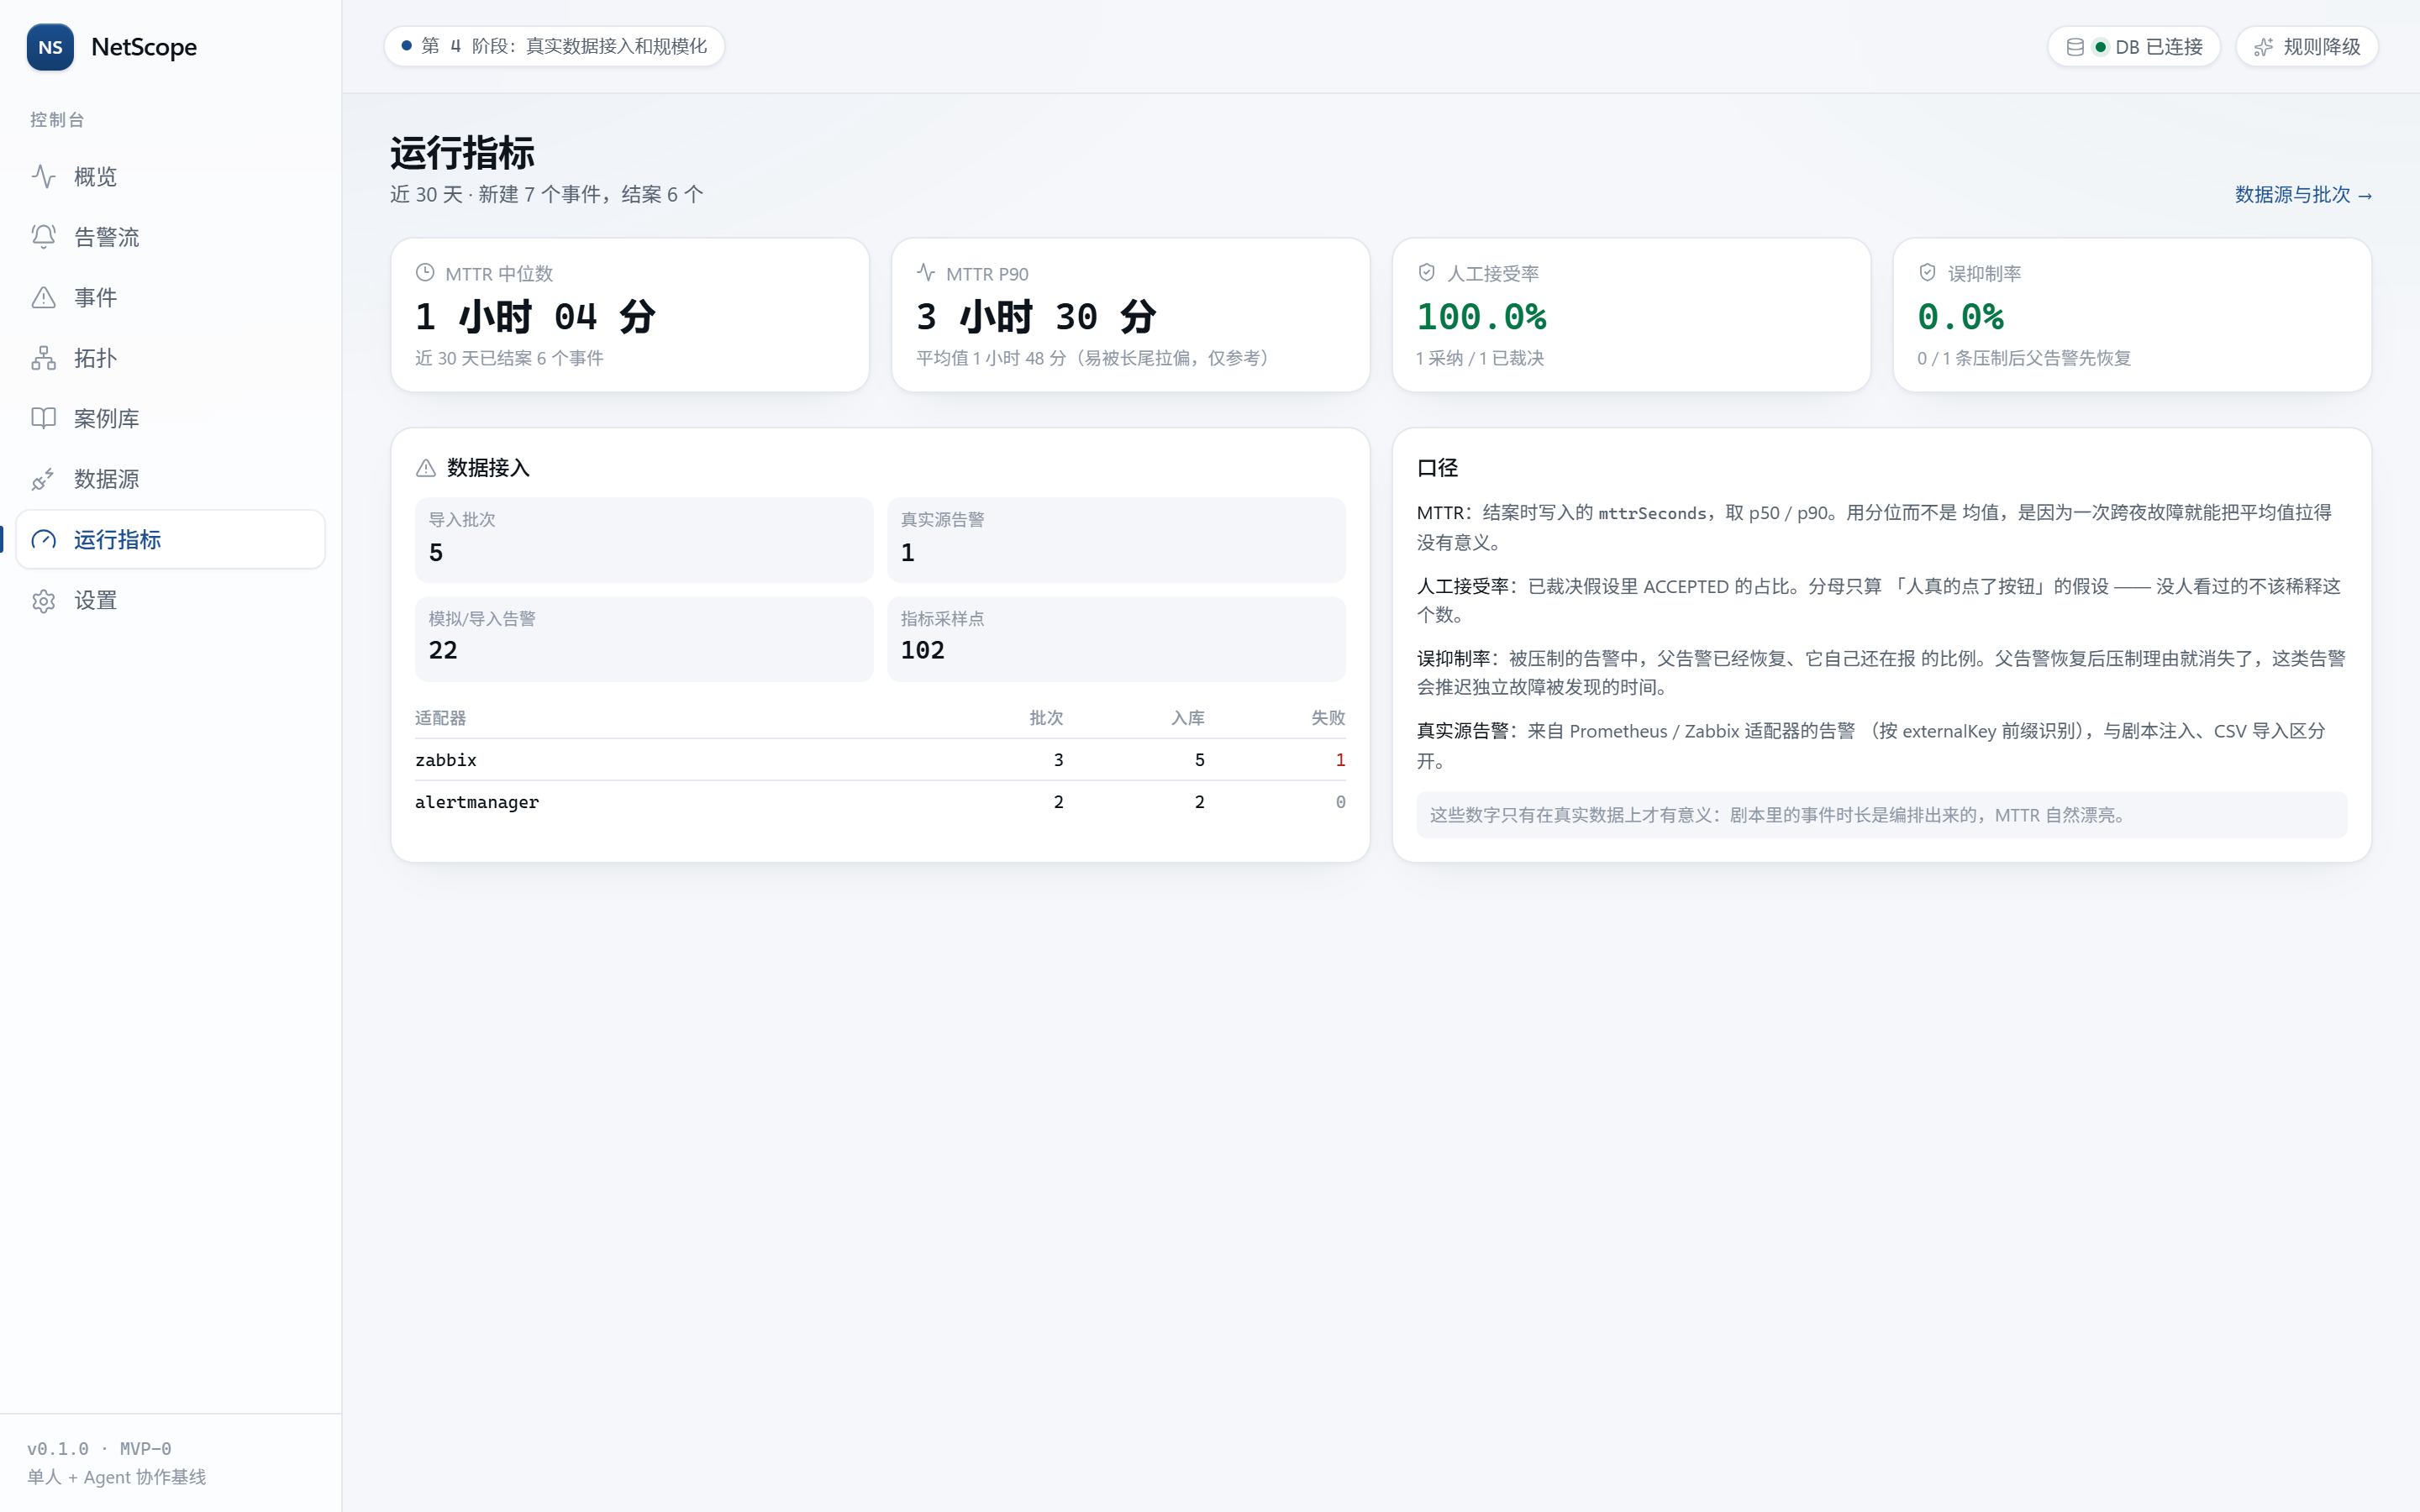 NS NetScope
控制台
概览
告警流
事件
拓扑
案例库
数据源
运行指标
设置
v0.1.0 · MVP-0
单人 + Agent 协作基线
第 4 阶段：真实数据接入和规模化
DB 已连接
规则降级
运行指标
近 30 天 · 新建 7 个事件，结案 6 个
数据源与批次 →
MTTR 中位数
1 小时 04 分
近 30 天已结案 6 个事件
MTTR P90
3 小时 30 分
平均值 1 小时 48 分（易被长尾拉偏，仅参考）
人工接受率
100.0%
1 采纳 / 1 已裁决
误抑制率
0.0%
0 / 1 条压制后父告警先恢复
数据接入
导入批次
5
真实源告警
1
模拟/导入告警
22
指标采样点
102
适配器 批次 入库 失败
zabbix 3 5 1
alertmanager 2 2 0
口径
MTTR：结案时写入的 mttrSeconds，取 p50 / p90。用分位而不是 均值，是因为一次跨夜故障就能把平均值拉得
没有意义。
人工接受率：已裁决假设里 ACCEPTED 的占比。分母只算 「人真的点了按钮」的假设 —— 没人看过的不该稀释这
个数。
误抑制率：被压制的告警中，父告警已经恢复、它自己还在报 的比例。父告警恢复后压制理由就消失了，这类告警
会推迟独立故障被发现的时间。
真实源告警：来自 Prometheus / Zabbix 适配器的告警 （按 externalKey 前缀识别），与剧本注入、CSV 导入区分
开。
这些数字只有在真实数据上才有意义：剧本里的事件时长是编排出来的，MTTR 自然漂亮。